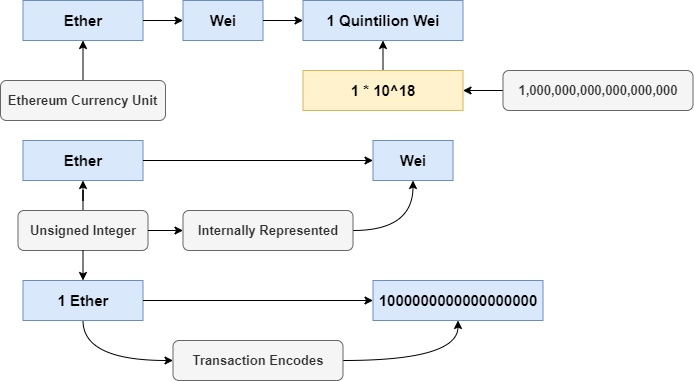 Ether
Wei
1 Quintilion Wei
Ethereum Currency Unit
1 * 10^18
1,000,000,000,000,000,000
Ether
Wei
Unsigned Integer
Internally Represented
1 Ether
1000000000000000000
Transaction Encodes